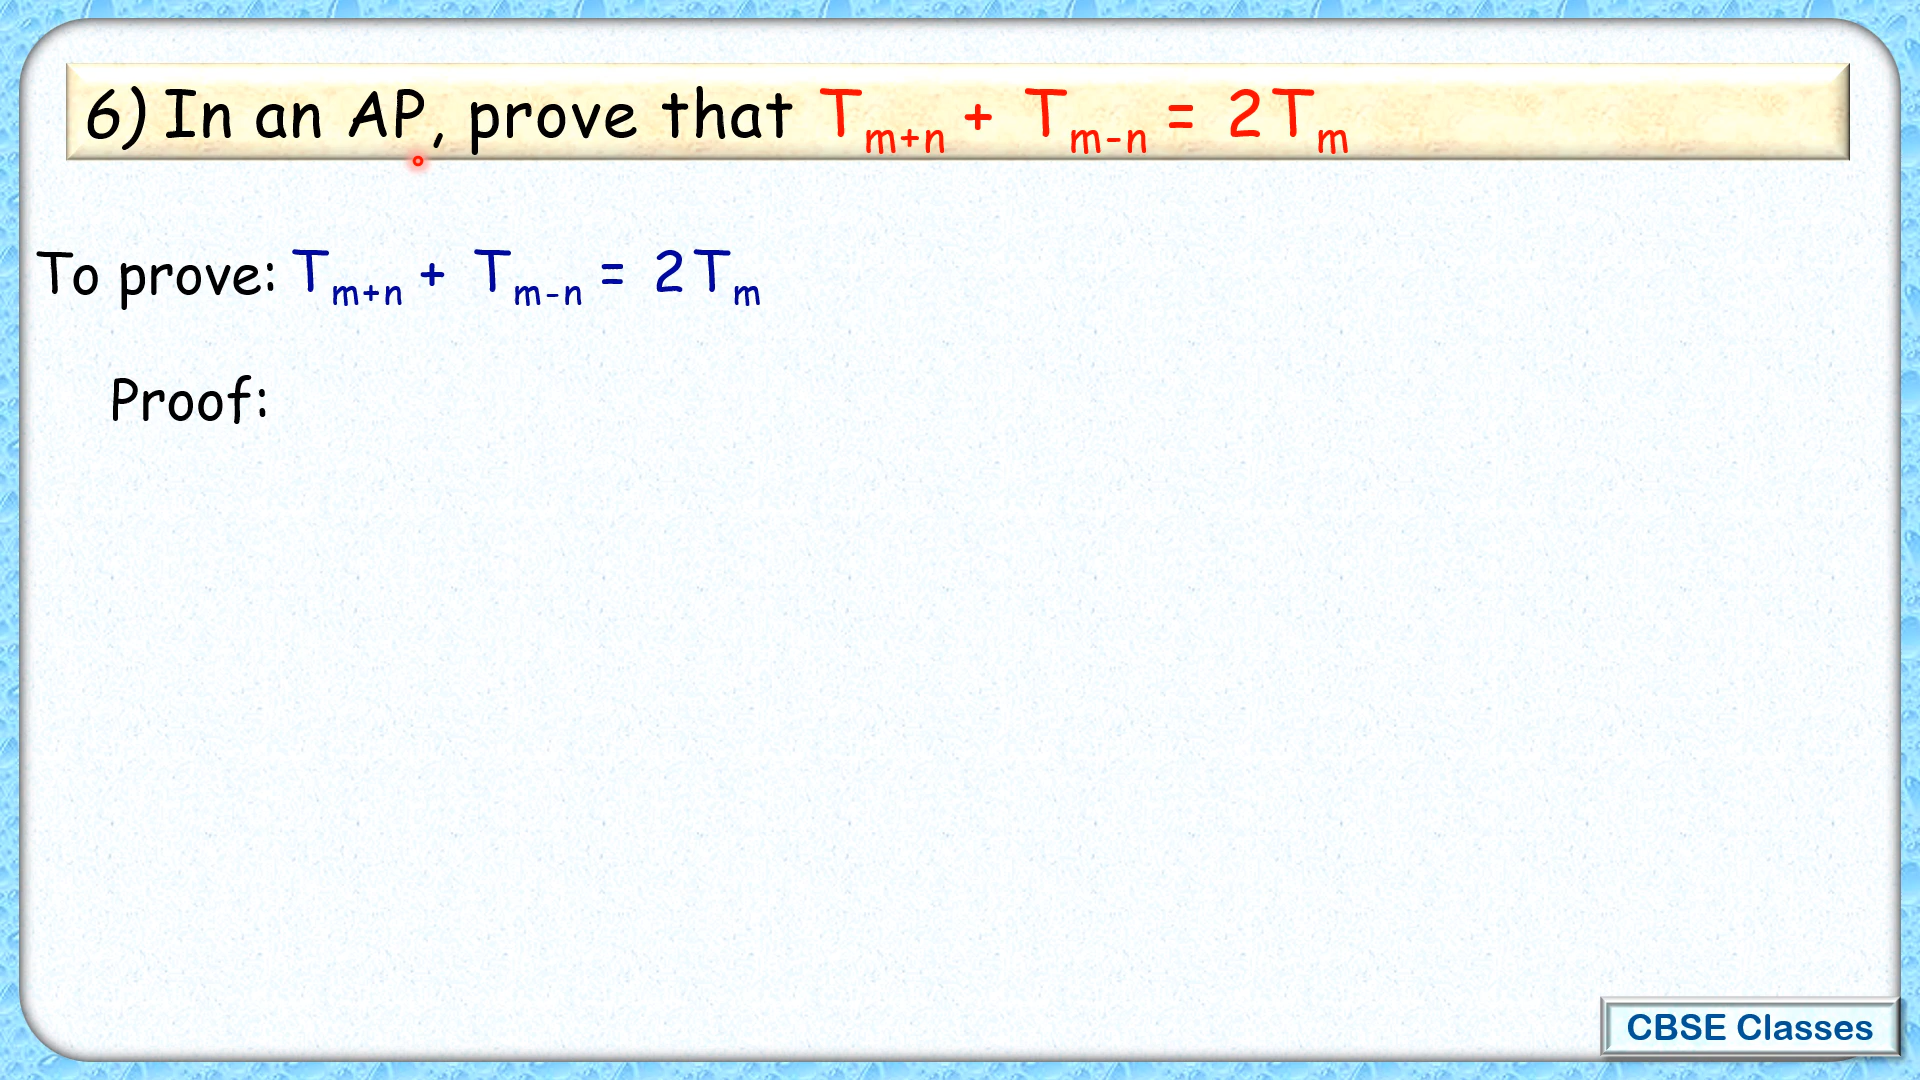 6) In an AP, prove that Tₘ₊ₙ + Tₘ₋ₙ = 2Tₘ
To prove: Tₘ₊ₙ + Tₘ₋ₙ = 2Tₘ
Proof:
CBSE Classes